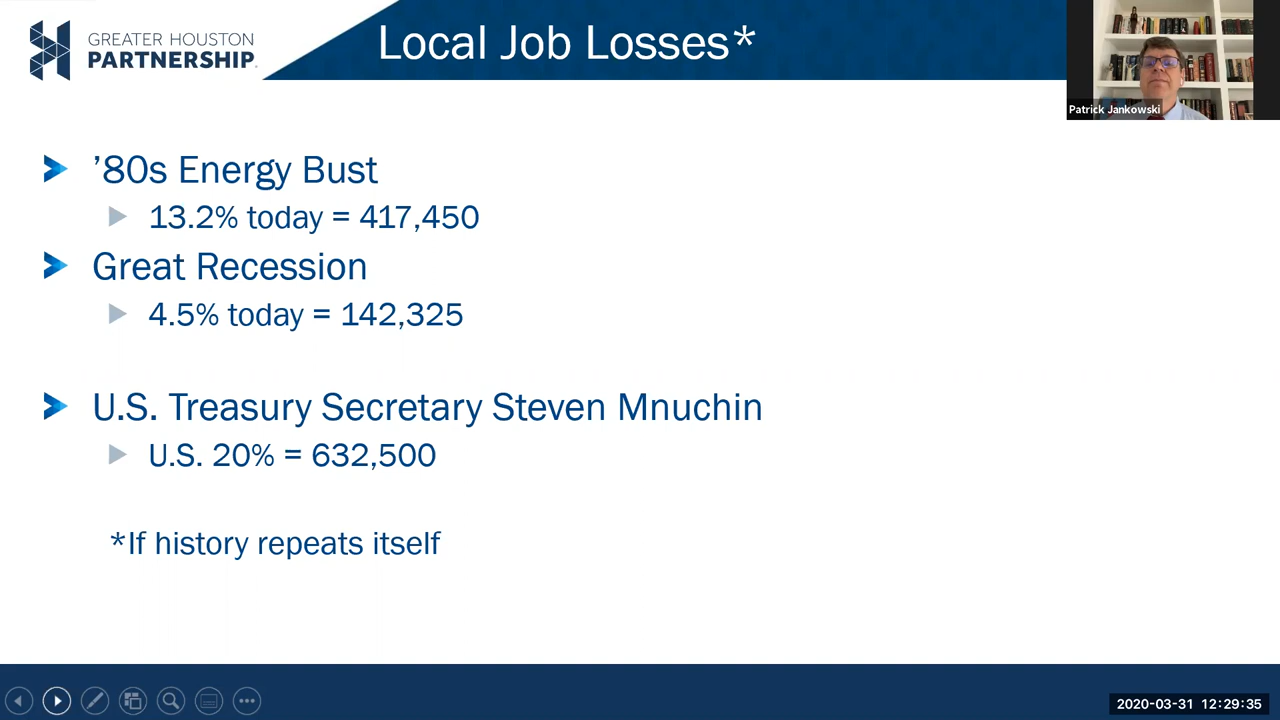 GREATER HOUSTON
PARTNERSHIP.
Local Job Losses*
Patrick Jankowski
’80s Energy Bust
13.2% today = 417,450
Great Recession
4.5% today = 142,325
U.S. Treasury Secretary Steven Mnuchin
U.S. 20% = 632,500
*If history repeats itself
2020-03-31 12:29:35